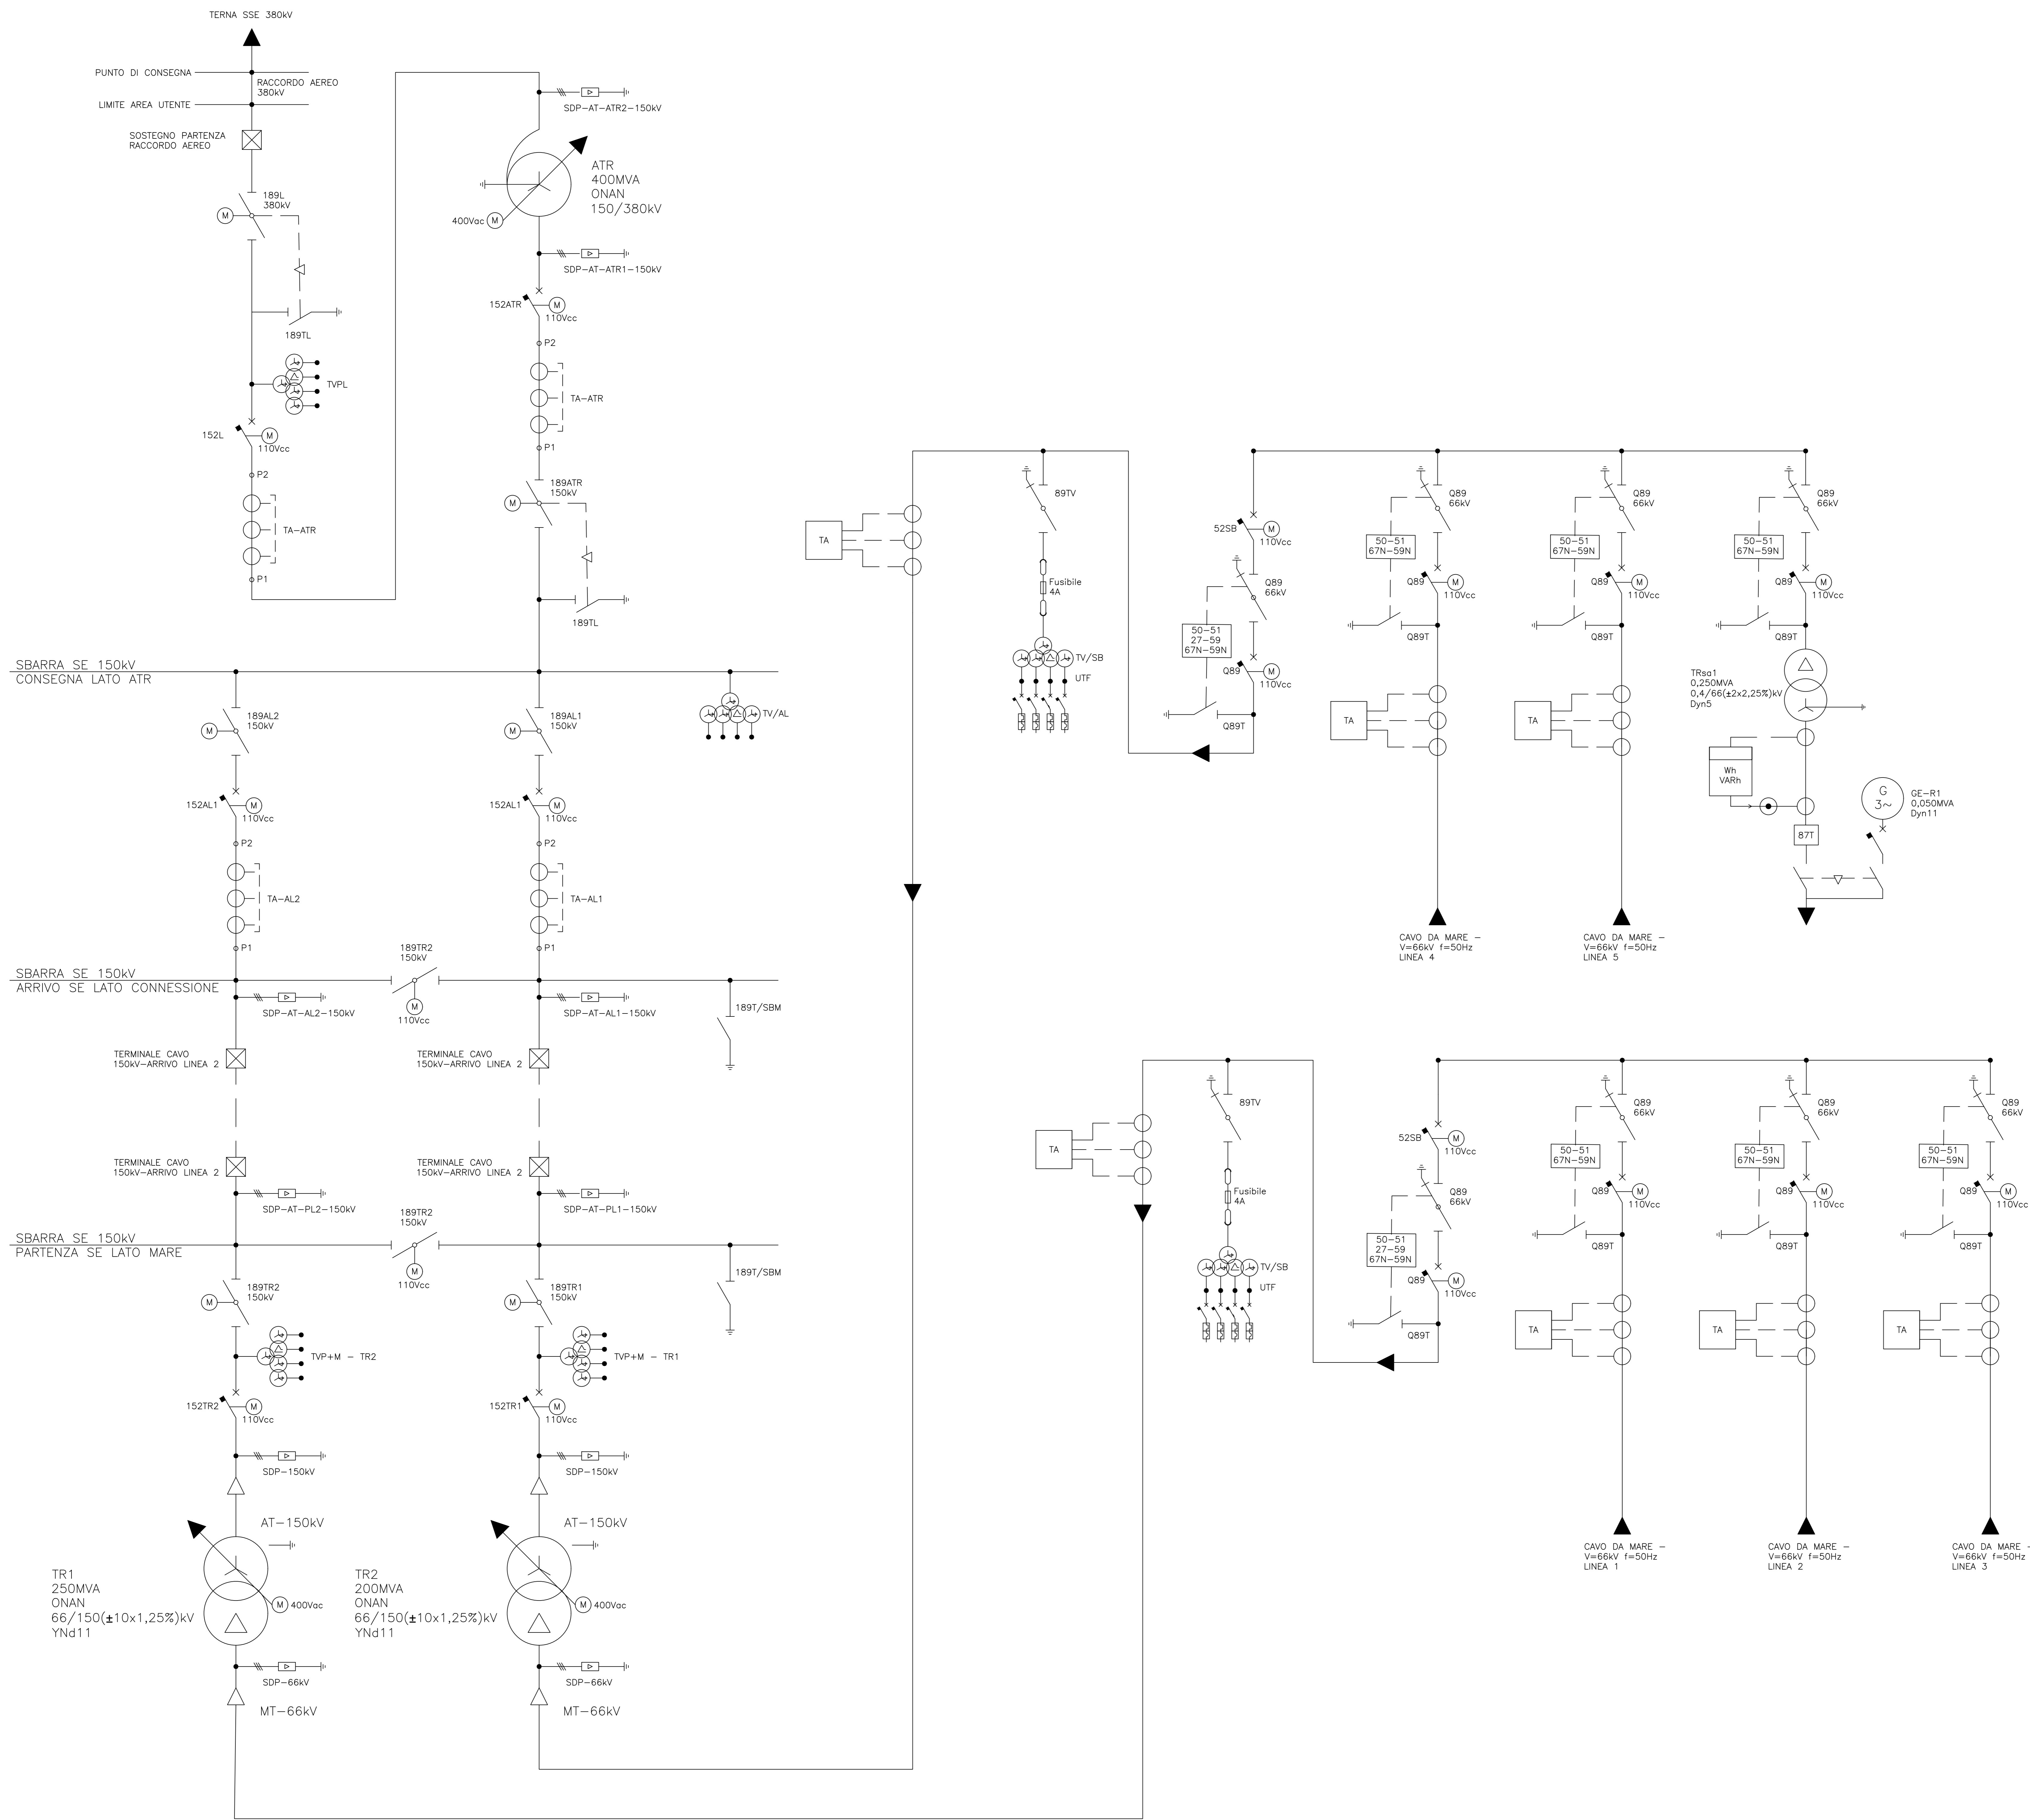 TERNA SSE 380kV
PUNTO DI CONSEGNA
RACCORDO AEREO
380kV
LIMITE AREA UTENTE
SOSTEGNO PARTENZA
RACCORDO AEREO
189L
380kV
M
189TL
TVPL
152L
M
110Vcc
P2
TA-ATR
P1
SDP-AT-ATR2-150kV
ATR
400MVA
ONAN
150/380kV
400Vac
M
SDP-AT-ATR1-150kV
152ATR
M
110Vcc
P2
TA-ATR
P1
189ATR
150kV
M
189TL
SBARRA SE 150kV
CONSEGNA LATO ATR
189AL2
150kV
M
152AL1
M
110Vcc
P2
TA-AL2
P1
189AL1
150kV
M
152AL1
M
110Vcc
P2
TA-AL1
P1
TV/AL
SBARRA SE 150kV
ARRIVO SE LATO CONNESSIONE
189TR2
150kV
M
110Vcc
SDP-AT-AL2-150kV
SDP-AT-AL1-150kV
189T/SBM
TERMINALE CAVO
150kV-ARRIVO LINEA 2
TERMINALE CAVO
150kV-ARRIVO LINEA 2
TERMINALE CAVO
150kV-ARRIVO LINEA 2
TERMINALE CAVO
150kV-ARRIVO LINEA 2
SDP-AT-PL2-150kV
SDP-AT-PL1-150kV
SBARRA SE 150kV
PARTENZA SE LATO MARE
189TR2
150kV
M
110Vcc
189T/SBM
189TR2
150kV
M
TVP+M - TR2
152TR2
M
110Vcc
SDP-150kV
189TR1
150kV
M
TVP+M - TR1
152TR1
M
110Vcc
SDP-150kV
AT-150kV
TR1
250MVA
ONAN
66/150(±10x1,25%)kV
YNd11
M
400Vac
SDP-66kV
MT-66kV
AT-150kV
TR2
200MVA
ONAN
66/150(±10x1,25%)kV
YNd11
M
400Vac
SDP-66kV
MT-66kV
TA
89TV
Fusibile
4A
TV/SB
UTF
52SB
M
110Vcc
Q89
66kV
50-51
27-59
67N-59N
Q89
M
110Vcc
Q89T
Q89
66kV
50-51
67N-59N
Q89
M
110Vcc
Q89T
TA
CAVO DA MARE -
V=66kV f=50Hz
LINEA 4
Q89
66kV
50-51
67N-59N
Q89
M
110Vcc
Q89T
TA
CAVO DA MARE -
V=66kV f=50Hz
LINEA 5
Q89
66kV
50-51
67N-59N
Q89
M
110Vcc
Q89T
TRsa1
0,250MVA
0,4/66(±2x2,25%)kV
Dyn5
Wh
VARh
87T
G
3~
GE-R1
0,050MVA
Dyn11
TA
89TV
Fusibile
4A
TV/SB
UTF
52SB
M
110Vcc
Q89
66kV
50-51
27-59
67N-59N
Q89
M
110Vcc
Q89T
Q89
66kV
50-51
67N-59N
Q89
M
110Vcc
Q89T
TA
CAVO DA MARE -
V=66kV f=50Hz
LINEA 1
Q89
66kV
50-51
67N-59N
Q89
M
110Vcc
Q89T
TA
CAVO DA MARE -
V=66kV f=50Hz
LINEA 2
Q89
66kV
50-51
67N-59N
Q89
M
110Vcc
Q89T
TA
CAVO DA MARE -
V=66kV f=50Hz
LINEA 3